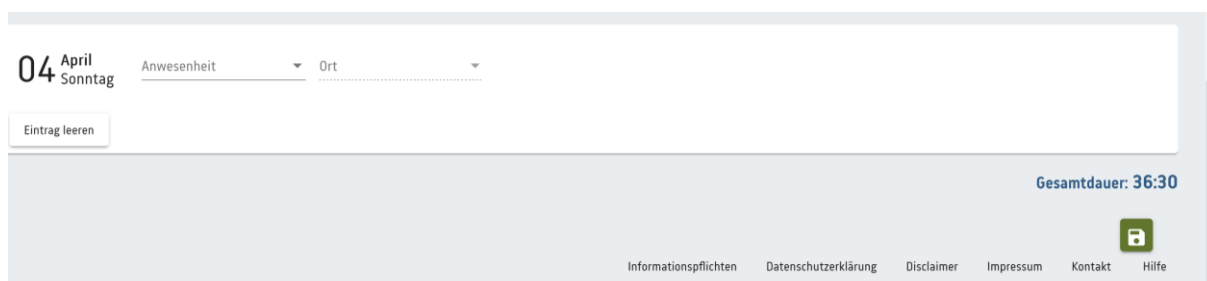 04 April
Sonntag
Anwesenheit
Ort
Eintrag leeren
Gesamtdauer: 36:30
Informationspflichten Datenschutzerklärung Disclaimer Impressum Kontakt Hilfe